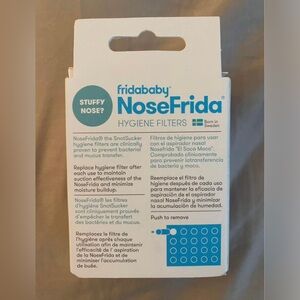 STUFFY
NOSE?
fridababy®
NoseFrida®
HYGIENE FILTERS
Born in
Sweden
NoseFrida® the SnotSucker
hygiene filters are clinically
proven to prevent bacterial
and mucus transfer.
Replace hygiene filter after
each use to maintain
suction effectiveness of the
NoseFrida and minimize
moisture buildup.
NoseFrida® les filtres
d'hygiène SnotSucker
sont cliniquement prouvés
d'empêcher le transfert
des bactéries et du mucus.
Remplacez le filtre de
l'hygiène après chaque
utilisation afin de maintenir
l'efficacité de l'aspiration
de la NoseFrida et de
minimiser l'accumulation
de buée.
Filtros de higiene para usar
con el aspirador nasal
NoseFrida "El Saca Moco".
Comprobado clínicamente
para prevenir la transferencia
de bacteria y moco.
Reemplace el filtro de
higiene después de cada uso
para mantener la eficacia de
aspiración del aspirador
nasal NoseFrida y minimizar
la acumulación de humedad.
Push to remove